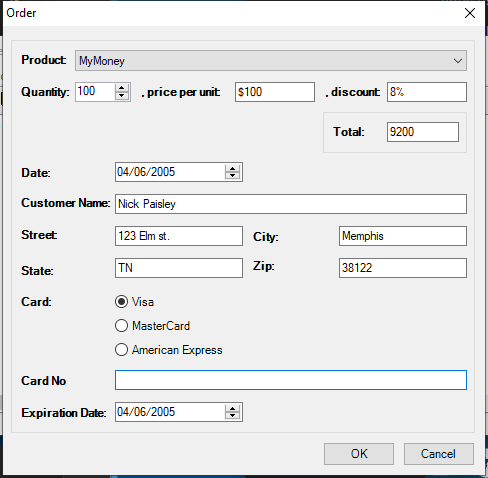 Order
Product: MyMoney
Quantity: 100 , price per unit: $100 , discount: 8%
Total: 9200
Date: 04/06/2005
Customer Name: Nick Paisley
Street: 123 Elm st. City: Memphis
State: TN Zip: 38122
Card: Visa
MasterCard
American Express
Card No
Expiration Date: 04/06/2005
OK Cancel